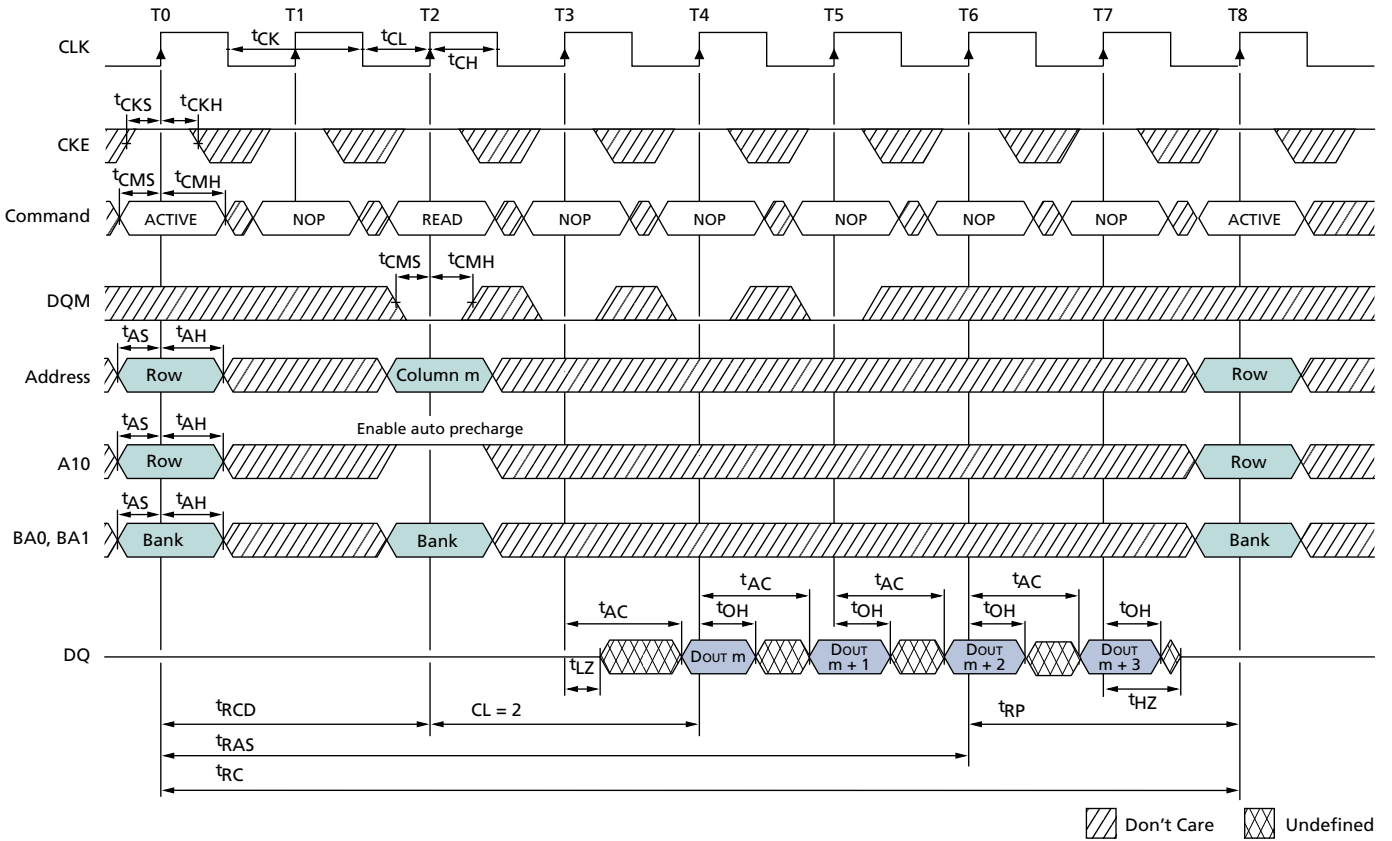 T0 T1 T2 T3 T4 T5 T6 T7 T8
CLK tCK tCL tCH
tCKS tCKH
CKE
tCMS tCMH
Command ACTIVE NOP READ NOP NOP NOP NOP NOP ACTIVE
tCMS tCMH
DQM
tAS tAH
Address Row Column m Row
tAS tAH Enable auto precharge
A10 Row Row
tAS tAH
BA0, BA1 Bank Bank Bank
tAC tAC tAC
tAC tOH tOH tOH tOH
DQ DOUT m DOUT m + 1 DOUT m + 2 DOUT m + 3
tLZ tHZ
tRCD CL = 2 tRP
tRAS
tRC
Don't Care Undefined